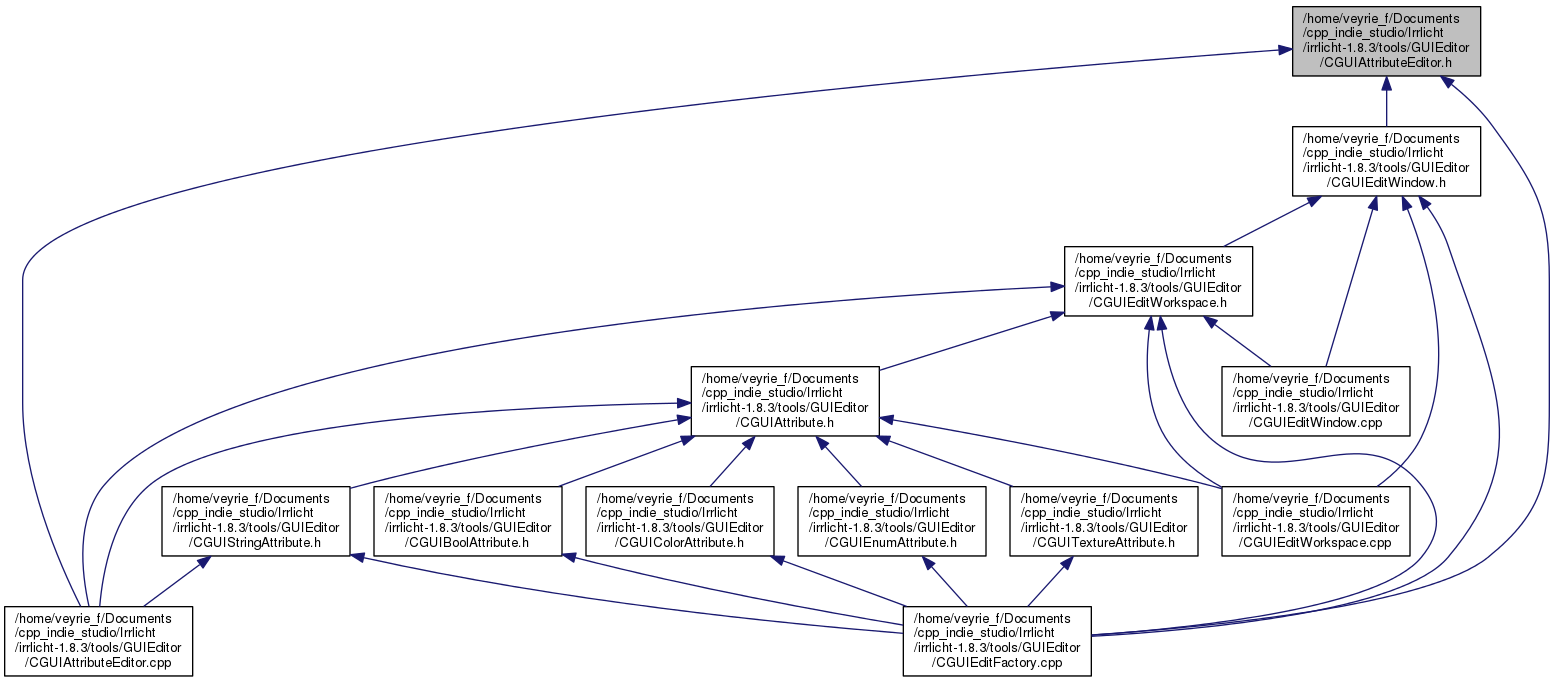 /home/veyrie_f/Documents
/cpp_indie_studio/Irrlicht
/irrlicht-1.8.3/tools/GUIEditor
/CGUIAttributeEditor.h
/home/veyrie_f/Documents
/cpp_indie_studio/Irrlicht
/irrlicht-1.8.3/tools/GUIEditor
/CGUIEditWindow.h
/home/veyrie_f/Documents
/cpp_indie_studio/Irrlicht
/irrlicht-1.8.3/tools/GUIEditor
/CGUIEditWorkspace.h
/home/veyrie_f/Documents
/cpp_indie_studio/Irrlicht
/irrlicht-1.8.3/tools/GUIEditor
/CGUIAttribute.h
/home/veyrie_f/Documents
/cpp_indie_studio/Irrlicht
/irrlicht-1.8.3/tools/GUIEditor
/CGUIEditWindow.cpp
/home/veyrie_f/Documents
/cpp_indie_studio/Irrlicht
/irrlicht-1.8.3/tools/GUIEditor
/CGUIStringAttribute.h
/home/veyrie_f/Documents
/cpp_indie_studio/Irrlicht
/irrlicht-1.8.3/tools/GUIEditor
/CGUIBoolAttribute.h
/home/veyrie_f/Documents
/cpp_indie_studio/Irrlicht
/irrlicht-1.8.3/tools/GUIEditor
/CGUIColorAttribute.h
/home/veyrie_f/Documents
/cpp_indie_studio/Irrlicht
/irrlicht-1.8.3/tools/GUIEditor
/CGUIEnumAttribute.h
/home/veyrie_f/Documents
/cpp_indie_studio/Irrlicht
/irrlicht-1.8.3/tools/GUIEditor
/CGUITextureAttribute.h
/home/veyrie_f/Documents
/cpp_indie_studio/Irrlicht
/irrlicht-1.8.3/tools/GUIEditor
/CGUIEditWorkspace.cpp
/home/veyrie_f/Documents
/cpp_indie_studio/Irrlicht
/irrlicht-1.8.3/tools/GUIEditor
/CGUIAttributeEditor.cpp
/home/veyrie_f/Documents
/cpp_indie_studio/Irrlicht
/irrlicht-1.8.3/tools/GUIEditor
/CGUIEditFactory.cpp